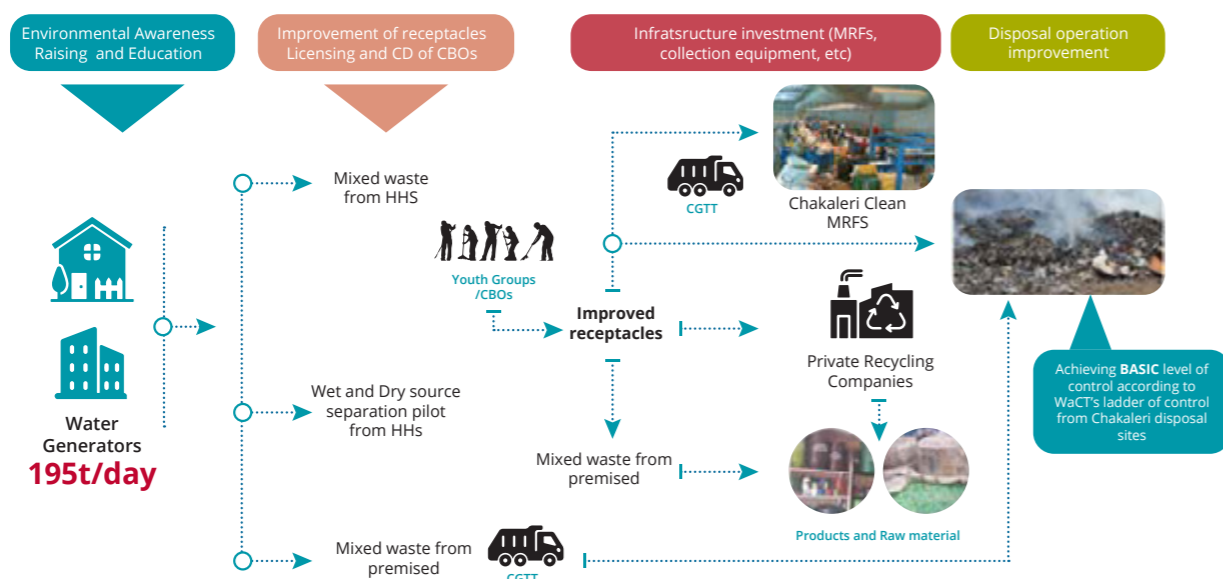 Environmental Awareness
Raising and Education
Improvement of receptacles
Licensing and CD of CBOs
Infratsructure investment (MRFs,
collection equipment, etc)
Disposal operation
improvement
Mixed waste
from HHS
CGTT
Chakaleri Clean
MRFS
Youth Groups
/CBOs
Improved
receptacles
Private Recycling
Companies
Achieving BASIC level of
control according to
WaCT's ladder of control
from Chakaleri disposal
sites
Wet and Dry source
separation pilot
from HHs
Water
Generators
195t/day
Mixed waste from
premised
Products and Raw material
Mixed waste from
premised
CGTT